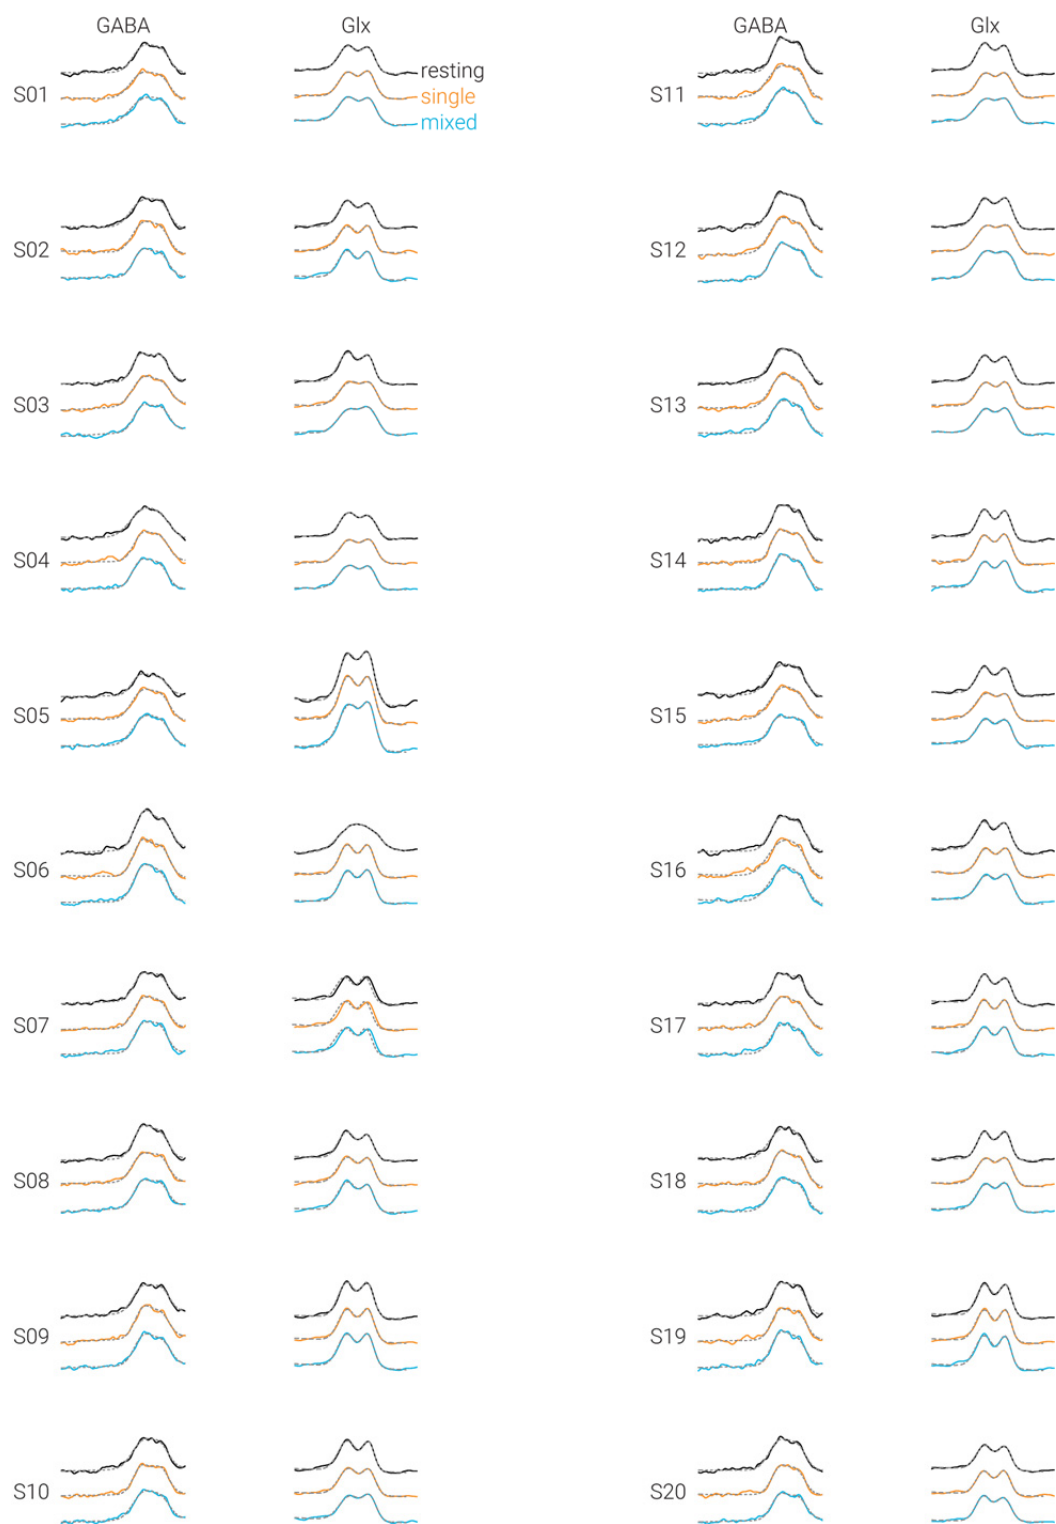 GABA Glx GABA Glx
resting
S01 single S11
mixed
S02 S12
S03 S13
S04 S14
S05 S15
S06 S16
S07 S17
S08 S18
S09 S19
S10 S20